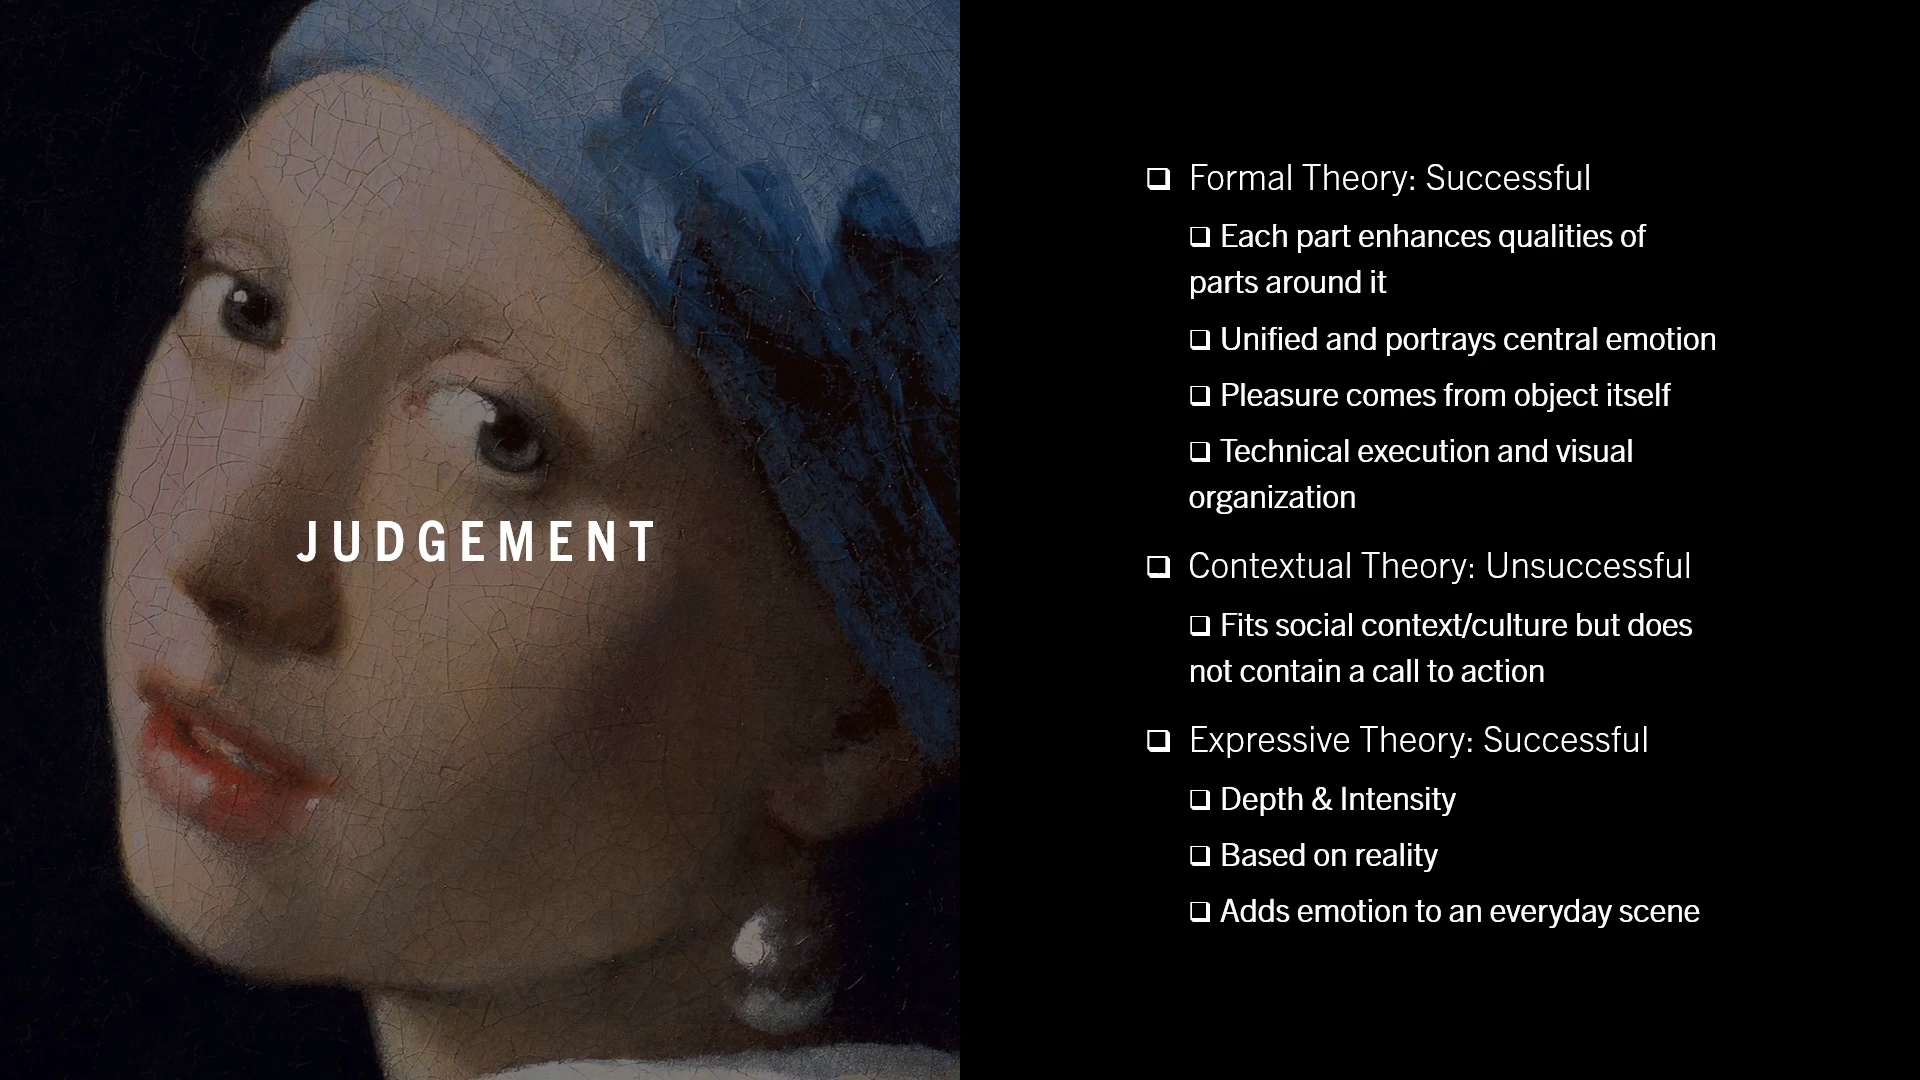 JUDGEMENT
❑ Formal Theory: Successful
❑ Each part enhances qualities of
parts around it
❑ Unified and portrays central emotion
❑ Pleasure comes from object itself
❑ Technical execution and visual
organization
❑ Contextual Theory: Unsuccessful
❑ Fits social context/culture but does
not contain a call to action
❑ Expressive Theory: Successful
❑ Depth & Intensity
❑ Based on reality
❑ Adds emotion to an everyday scene